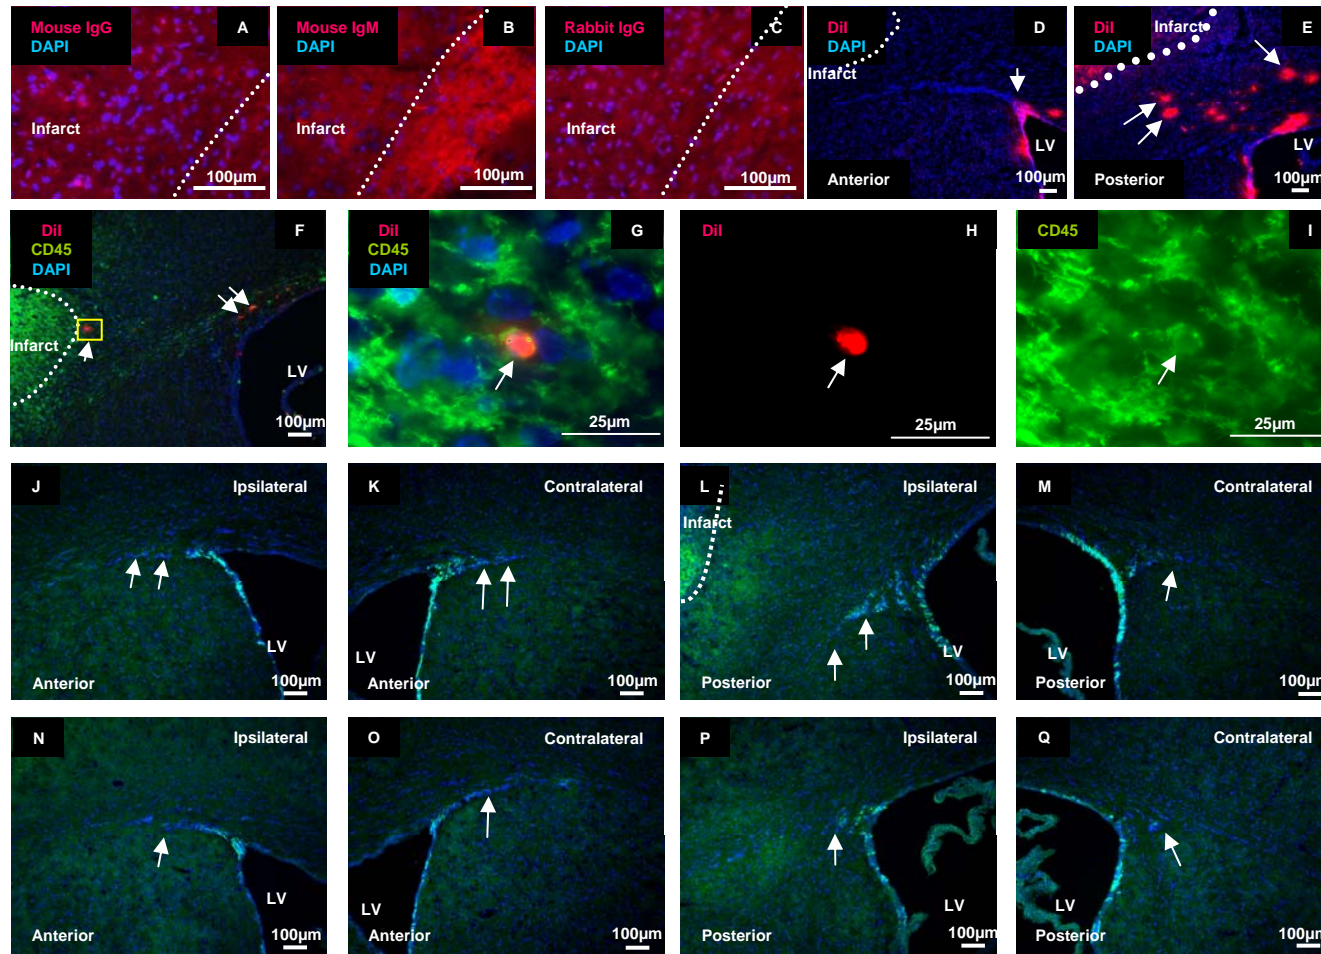 Mouse IgG
DAPI
A
Infarct
100µm
Mouse IgM
DAPI
B
Infarct
100µm
Rabbit IgG
DAPI
C
Infarct
100µm
DiI
DAPI
D
Infarct
LV
Anterior
100µm
DiI
DAPI
Infarct
E
LV
Posterior
100µm
DiI
CD45
DAPI
F
Infarct
LV
100µm
DiI
CD45
DAPI
G
25µm
DiI
H
25µm
CD45
I
25µm
J
Ipsilateral
LV
Anterior
100µm
K
Contralateral
LV
Anterior
100µm
L
Ipsilateral
Infarct
LV
Posterior
100µm
M
Contralateral
LV
Posterior
100µm
N
Ipsilateral
LV
Anterior
100µm
O
Contralateral
LV
Anterior
100µm
P
Ipsilateral
LV
Posterior
100µm
Q
Contralateral
LV
Posterior
100µm